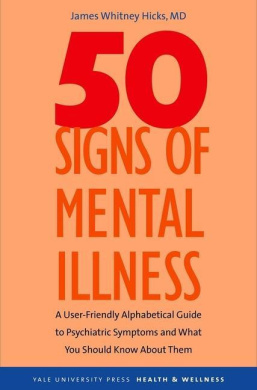 James Whitney Hicks, MD
50
SIGNS OF
MENTAL
ILLNESS
A User-Friendly Alphabetical Guide
to Psychiatric Symptoms and What
You Should Know About Them
YALE UNIVERSITY PRESS HEALTH & WELLNESS